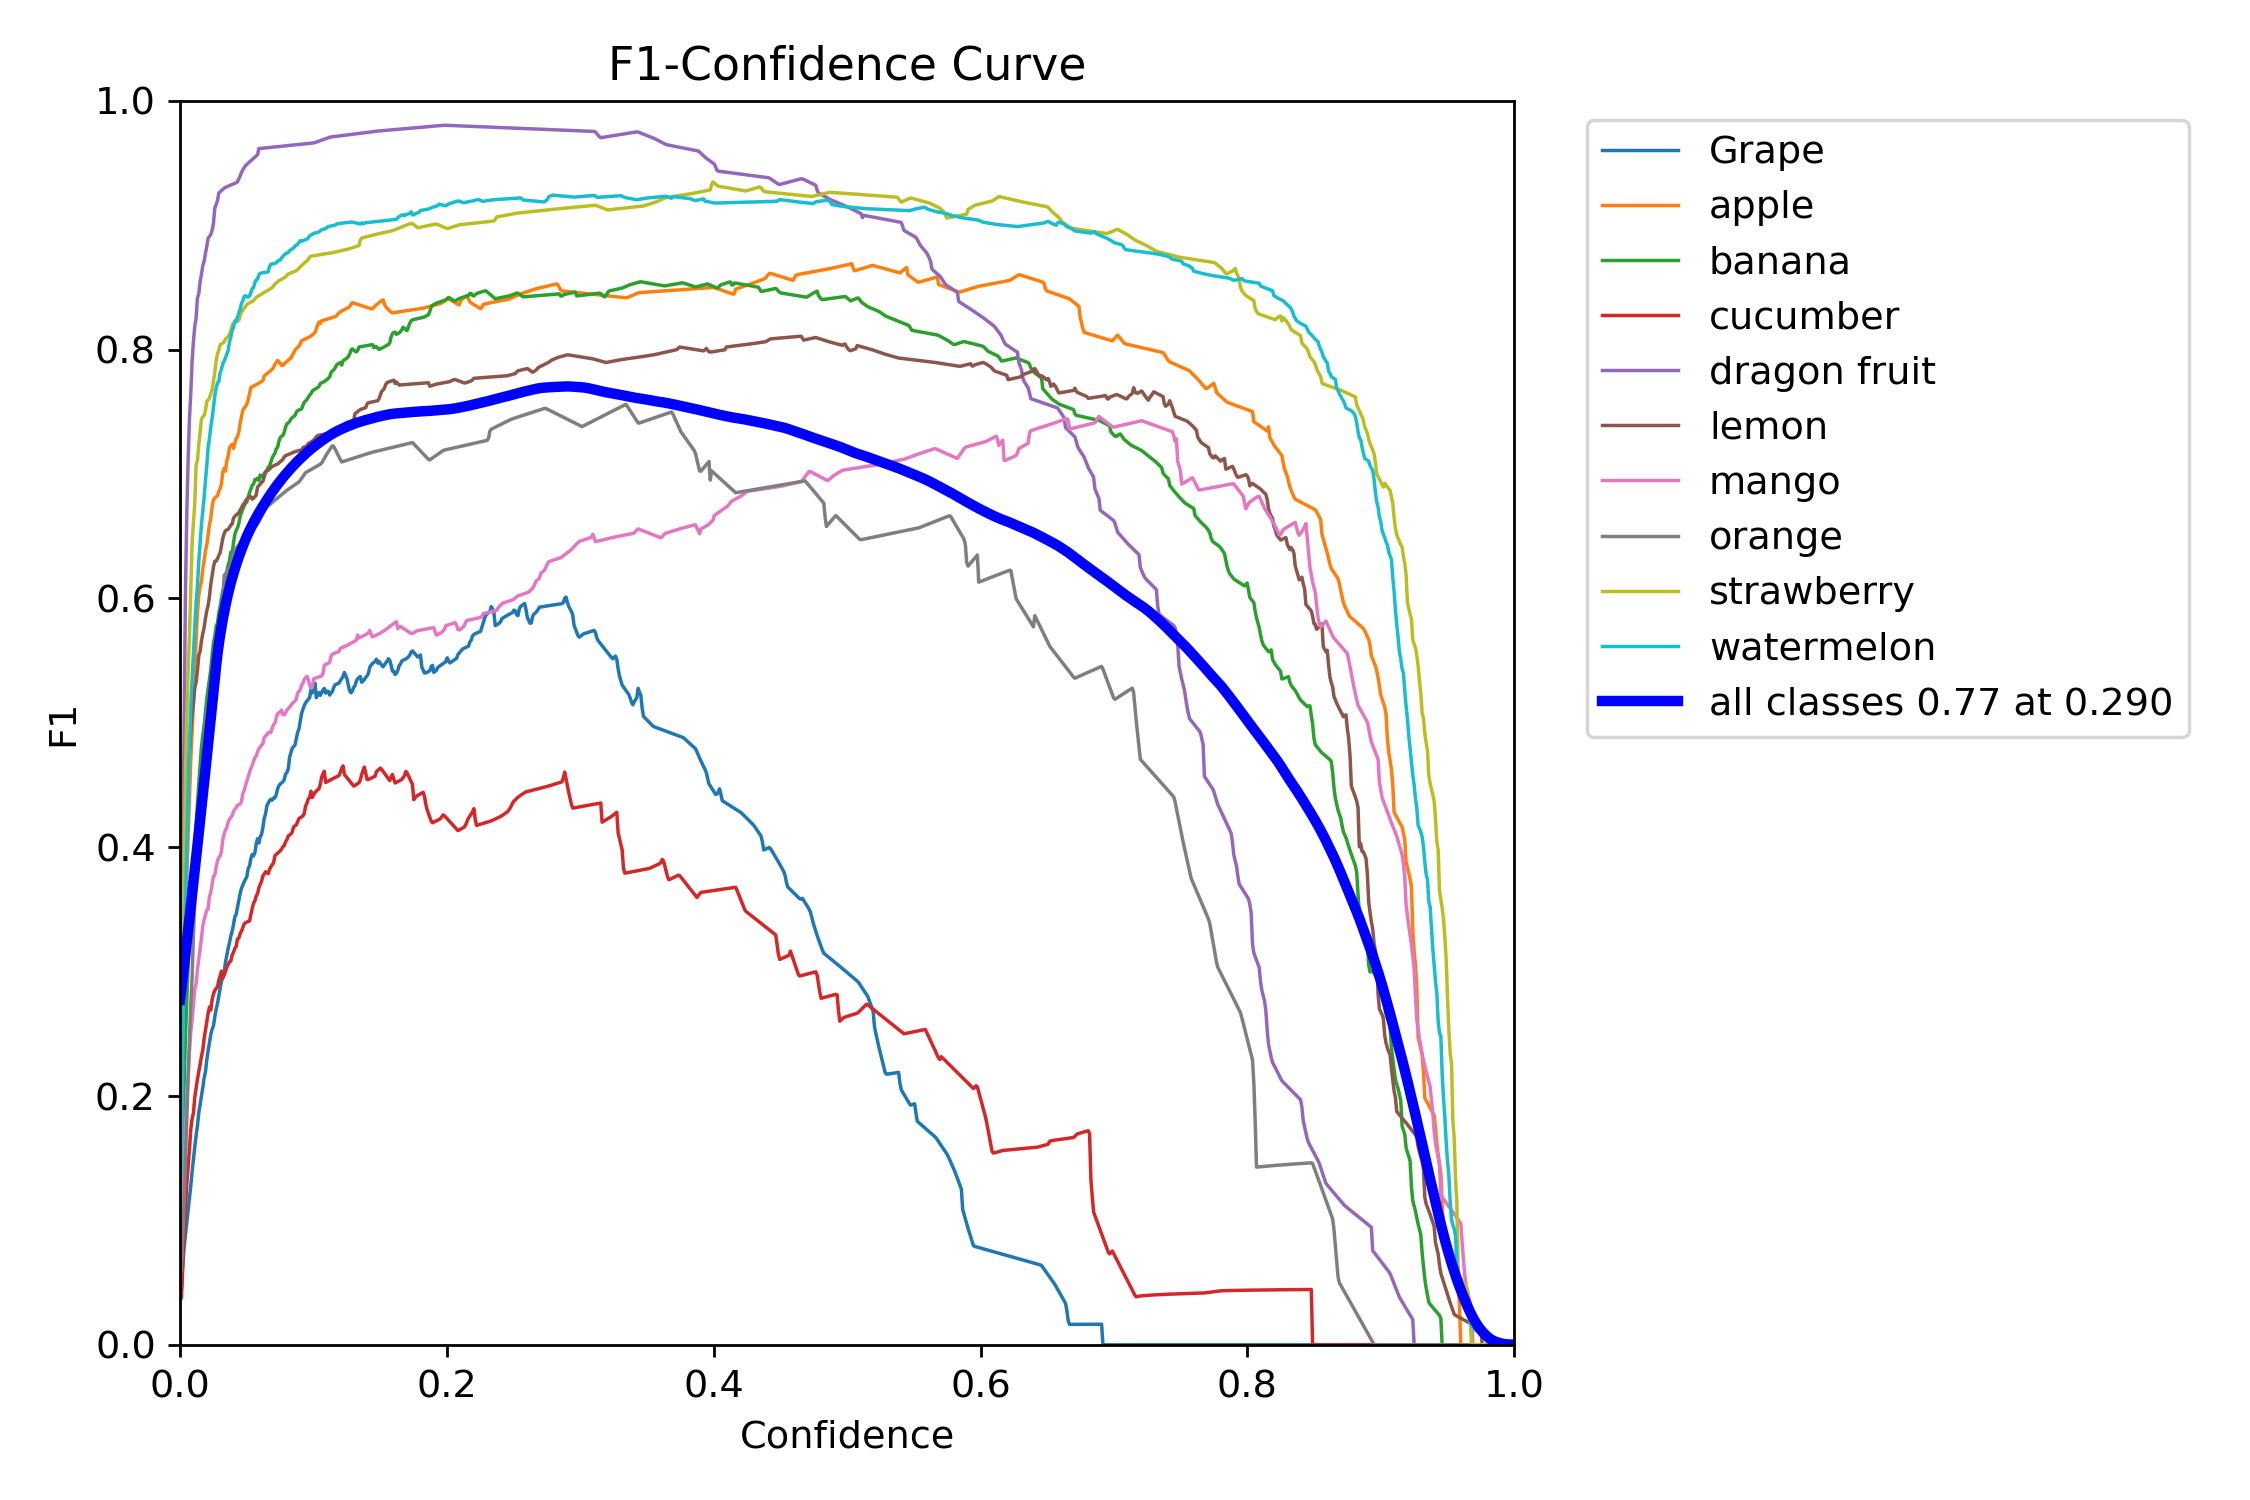 F1-Confidence Curve
1.0
0.8
0.6
0.4
0.2
0.0
F1
0.0 0.2 0.4 0.6 0.8 1.0
Confidence
Grape
apple
banana
cucumber
dragon fruit
lemon
mango
orange
strawberry
watermelon
all classes 0.77 at 0.290